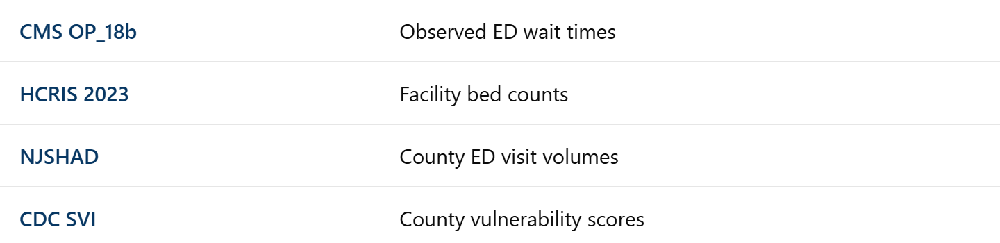 CMS OP_18b Observed ED wait times
HCRIS 2023 Facility bed counts
NJSHAD County ED visit volumes
CDC SVI County vulnerability scores